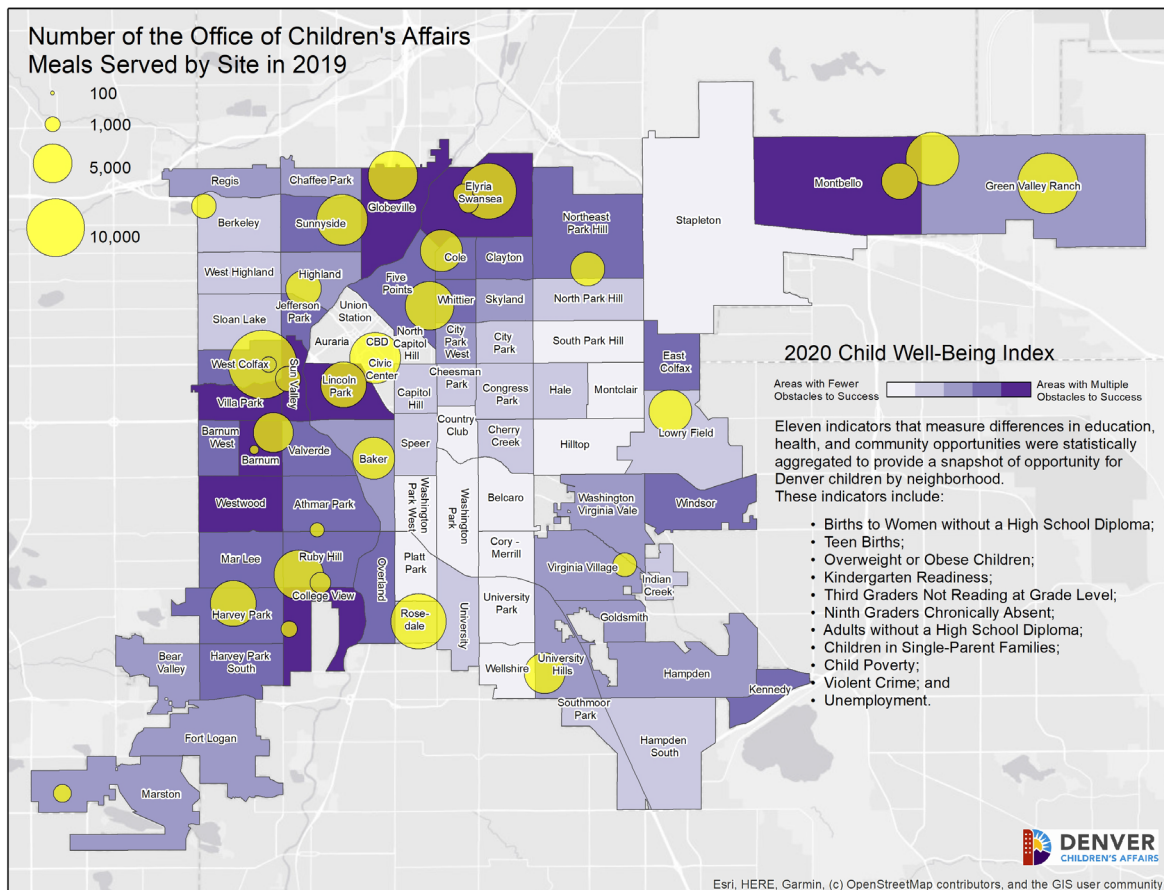 Number of the Office of Children's Affairs
Meals Served by Site in 2019
100
1,000
5,000
10,000
Regis
Chaffee Park
Globeville
Elyria
Swansea
Berkeley
Sunnyside
Northeast
Park Hill
Stapleton
Montbello
Green Valley Ranch
West Highland
Highland
Cole
Clayton
Five
Points
Whittier
Skyland
North Park Hill
Jefferson
Park
Union
Station
Sloan Lake
Auraria
CBD
North
Capitol
Hill
City
Park
West
City
Park
South Park Hill
East
Colfax
West Colfax
Sun Valley
Lincoln
Park
Civic
Center
Cheesman
Park
Capitol
Hill
Congress
Park
Hale
Montclair
Villa Park
Country
Club
Barnum
West
Barnum
Valverde
Baker
Speer
Cherry
Creek
Hilltop
Lowry Field
Westwood
Athmar Park
Washington
Park West
Washington
Park
Belcaro
Washington
Virginia Vale
Windsor
Mar Lee
Ruby Hill
Overland
Platt
Park
Cory -
Merrill
Virginia Village
Indian
Creek
College View
Harvey Park
Rose-
dale
University
University
Park
Goldsmith
Bear
Valley
Harvey Park
South
Wellshire
University
Hills
Hampden
Kennedy
Southmoor
Park
Hampden
South
Fort Logan
Marston
2020 Child Well-Being Index
Areas with Fewer
Obstacles to Success
Areas with Multiple
Obstacles to Success
Eleven indicators that measure differences in education,
health, and community opportunities were statistically
aggregated to provide a snapshot of opportunity for
Denver children by neighborhood.
These indicators include:
• Births to Women without a High School Diploma;
• Teen Births;
• Overweight or Obese Children;
• Kindergarten Readiness;
• Third Graders Not Reading at Grade Level;
• Ninth Graders Chronically Absent;
• Adults without a High School Diploma;
• Children in Single-Parent Families;
• Child Poverty;
• Violent Crime; and
• Unemployment.
DENVER
CHILDREN'S AFFAIRS
Esri, HERE, Garmin, (c) OpenStreetMap contributors, and the GIS user community